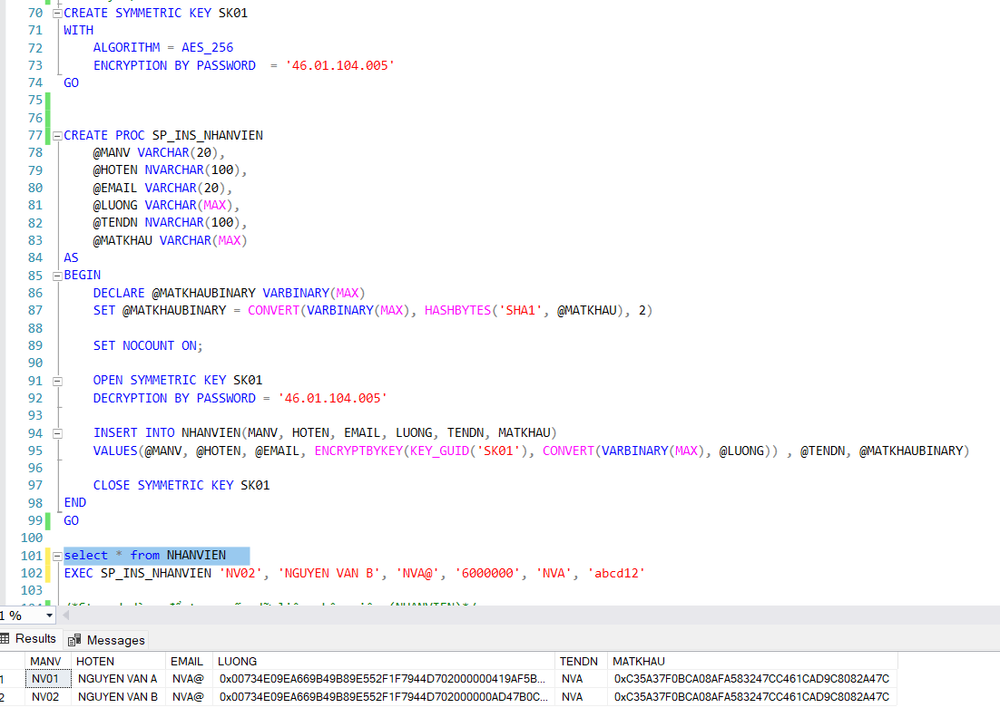 70 CREATE SYMMETRIC KEY SK01
71 WITH
72 ALGORITHM = AES_256
73 ENCRYPTION BY PASSWORD = '46.01.104.005'
74 GO
75
76
77 CREATE PROC SP_INS_NHANVIEN
78 @MANV VARCHAR(20),
79 @HOTEN NVARCHAR(100),
80 @EMAIL VARCHAR(20),
81 @LUONG VARCHAR(MAX),
82 @TENDN NVARCHAR(100),
83 @MATKHAU VARCHAR(MAX)
84 AS
85 BEGIN
86 DECLARE @MATKHAUBINARY VARBINARY(MAX)
87 SET @MATKHAUBINARY = CONVERT(VARBINARY(MAX), HASHBYTES('SHA1', @MATKHAU), 2)
88
89 SET NOCOUNT ON;
90
91 OPEN SYMMETRIC KEY SK01
92 DECRYPTION BY PASSWORD = '46.01.104.005'
93
94 INSERT INTO NHANVIEN(MANV, HOTEN, EMAIL, LUONG, TENDN, MATKHAU)
95 VALUES(@MANV, @HOTEN, @EMAIL, ENCRYPTBYKEY(KEY_GUID('SK01'), CONVERT(VARBINARY(MAX), @LUONG)) , @TENDN, @MATKHAUBINARY)
96
97 CLOSE SYMMETRIC KEY SK01
98 END
99 GO
100
101 select * from NHANVIEN
102 EXEC SP_INS_NHANVIEN 'NV02', 'NGUYEN VAN B', 'NVA@', '6000000', 'NVA', 'abcd12'
103
(NHANVIEN)*/
1 %
Results Messages
MANV HOTEN EMAIL LUONG TENDN MATKHAU
1 NV01 NGUYEN VAN A NVA@ 0x00734E09EA669B49B89E552F1F7944D702000000419AF5B... NVA 0xC35A37F0BCA08AFA583247CC461CAD9C8082A47C
2 NV02 NGUYEN VAN B NVA@ 0x00734E09EA669B49B89E552F1F7944D702000000AD47B0C... NVA 0xC35A37F0BCA08AFA583247CC461CAD9C8082A47C